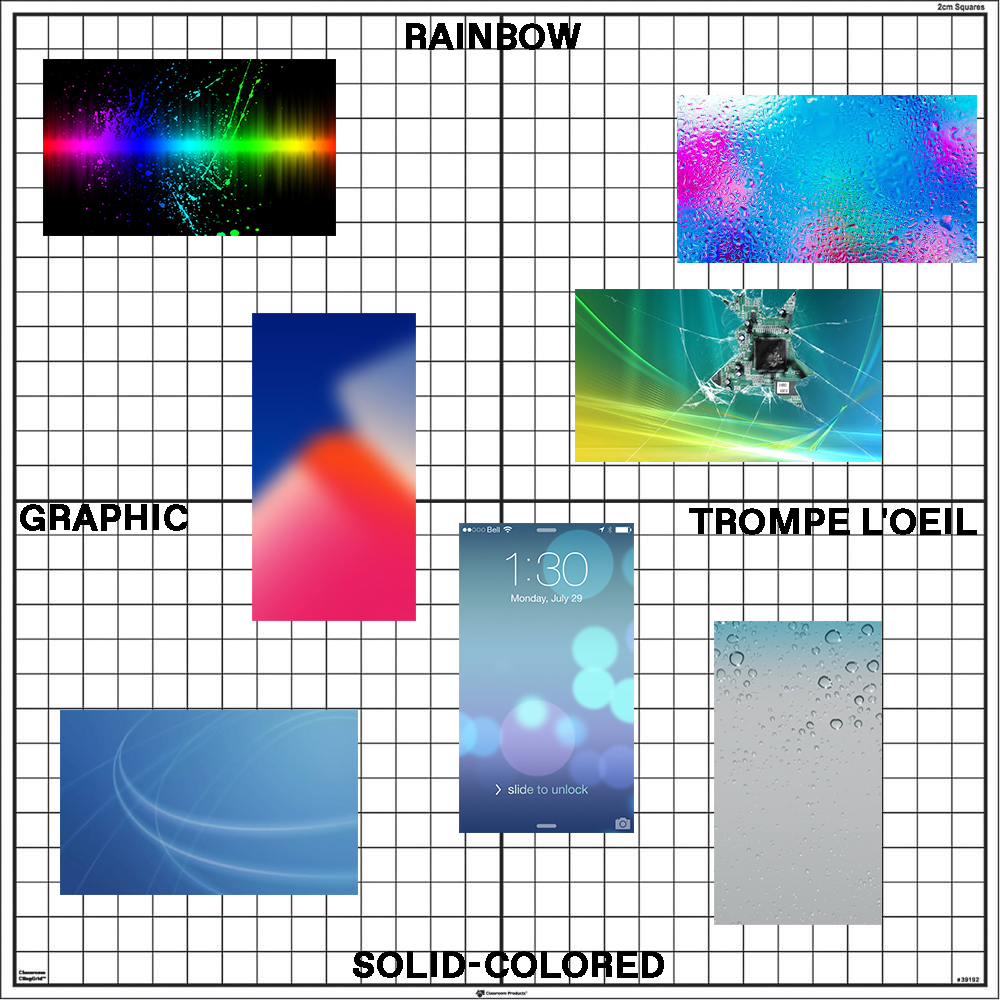 2cm Squares
RAINBOW
GRAPHIC
TROMPE L'OEIL
Bell
1:30
Monday, July 29
slide to unlock
SOLID-COLORED
Classroom
ClingGrid™
#39192
Classroom Products™